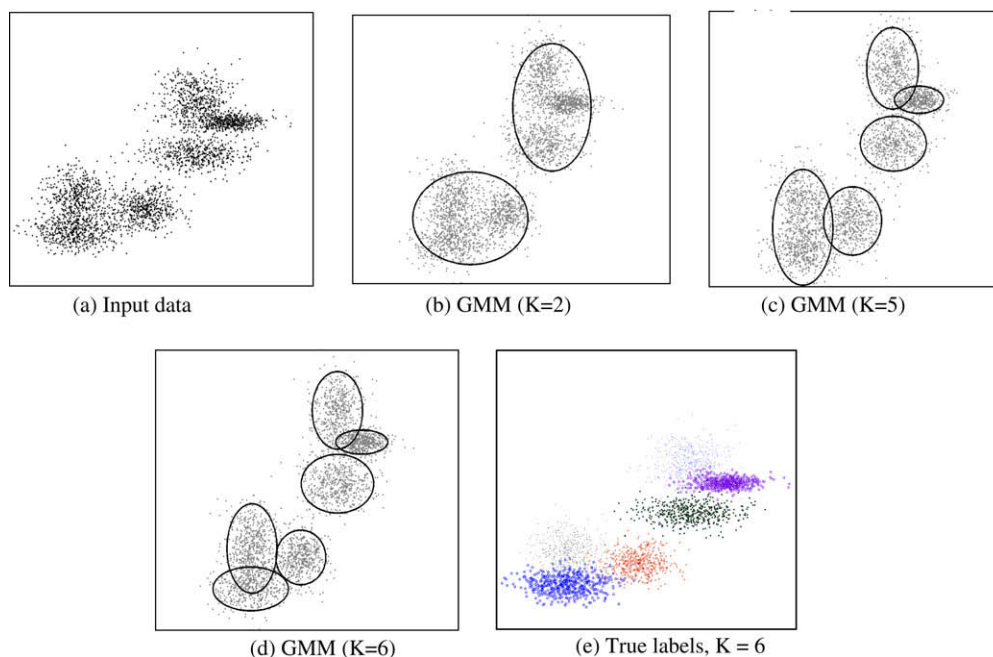 (a) Input data
(b) GMM (K=2)
(c) GMM (K=5)
(d) GMM (K=6)
(e) True labels, K = 6